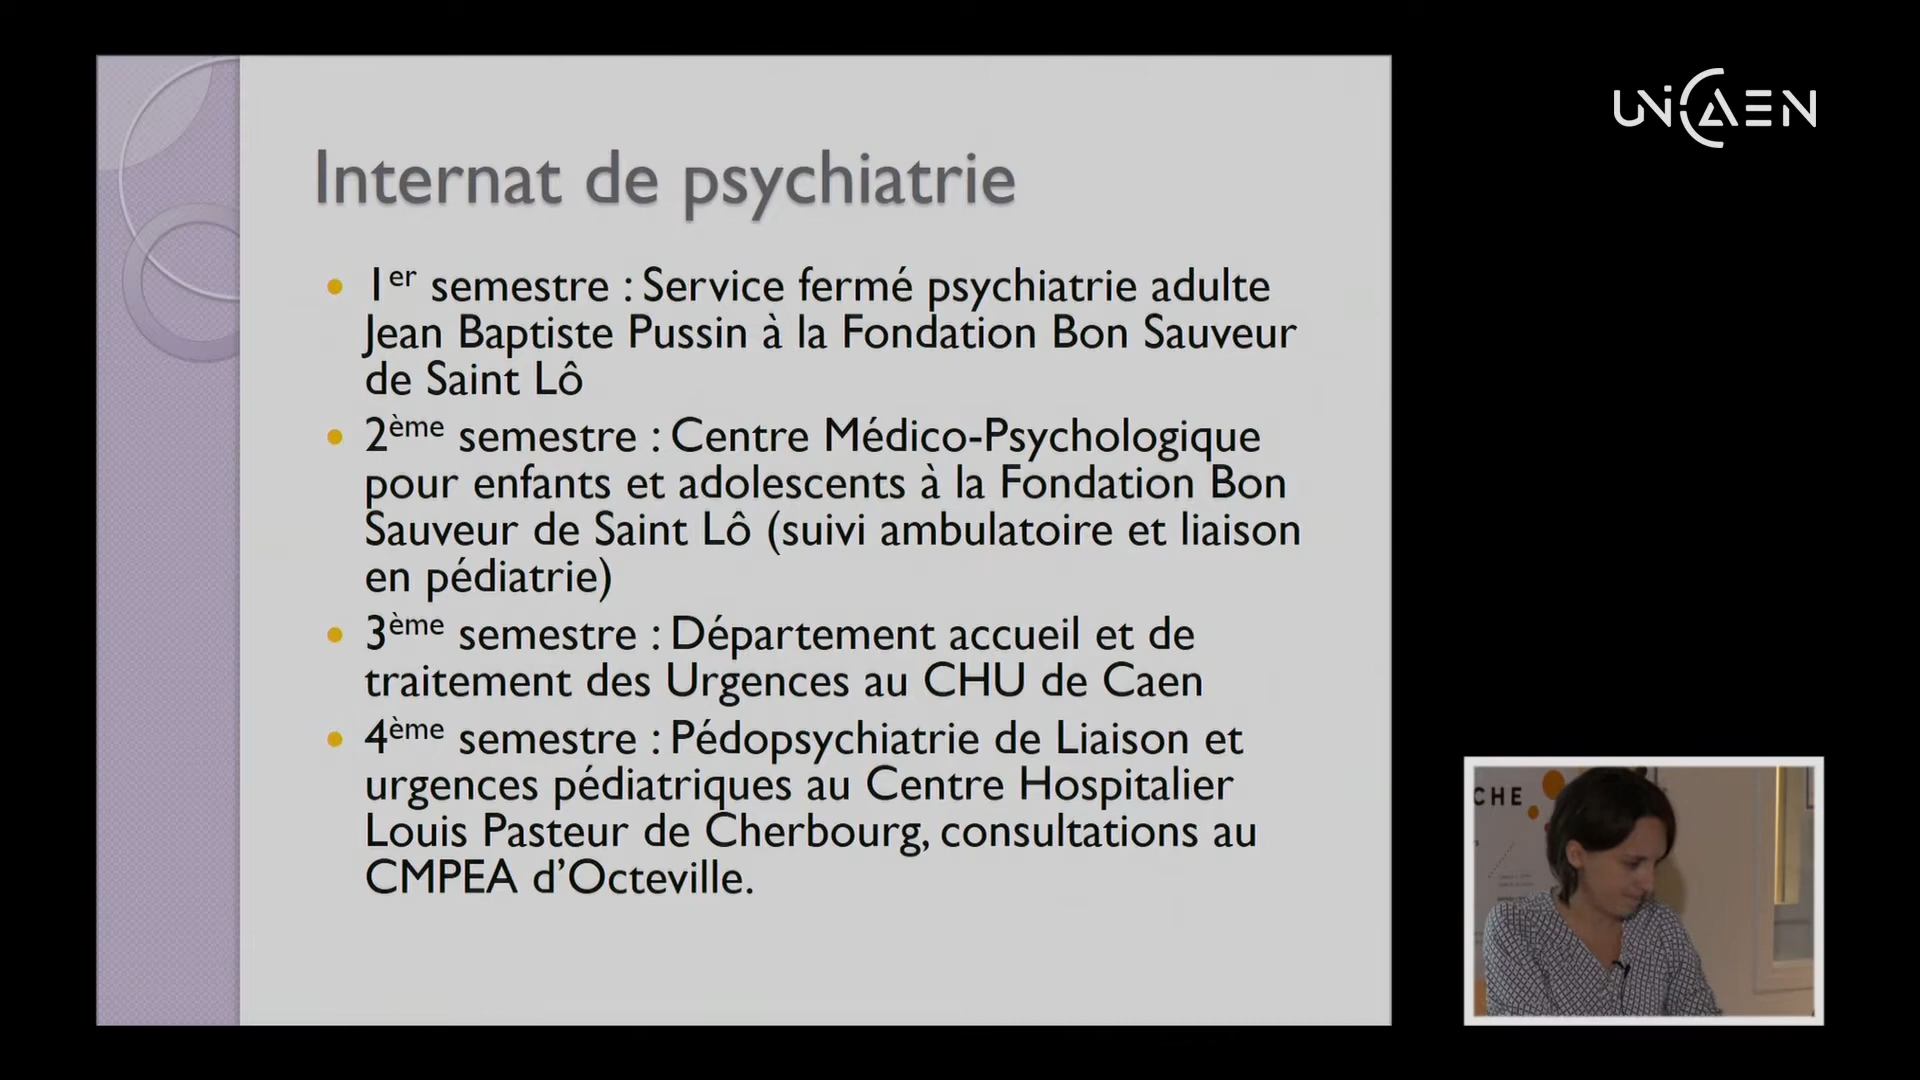 UNICAEN
Internat de psychiatrie
1er semestre : Service fermé psychiatrie adulte
Jean Baptiste Pussin à la Fondation Bon Sauveur
de Saint Lô
2ème semestre : Centre Médico-Psychologique
pour enfants et adolescents à la Fondation Bon
Sauveur de Saint Lô (suivi ambulatoire et liaison
en pédiatrie)
3ème semestre : Département accueil et de
traitement des Urgences au CHU de Caen
4ème semestre : Pédopsychiatrie de Liaison et
urgences pédiatriques au Centre Hospitalier
Louis Pasteur de Cherbourg, consultations au
CMPEA d’Octeville.
CHE